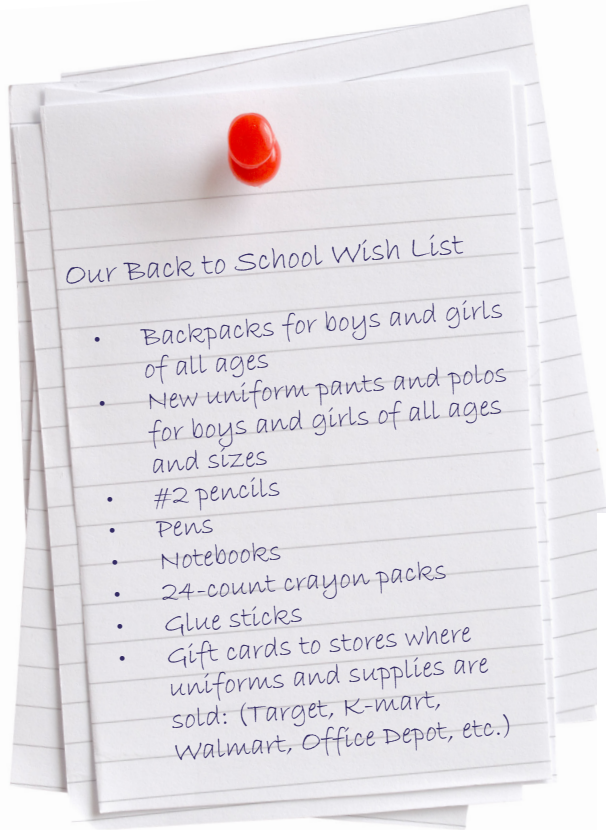 Our Back to School Wish List
• Backpacks for boys and girls
of all ages
• New uniform pants and polos
for boys and girls of all ages
and sizes
• #2 pencils
• Pens
• Notebooks
• 24-count crayon packs
• Glue sticks
• Gift cards to stores where
uniforms and supplies are
sold: (Target, K-mart,
Walmart, Office Depot, etc.)